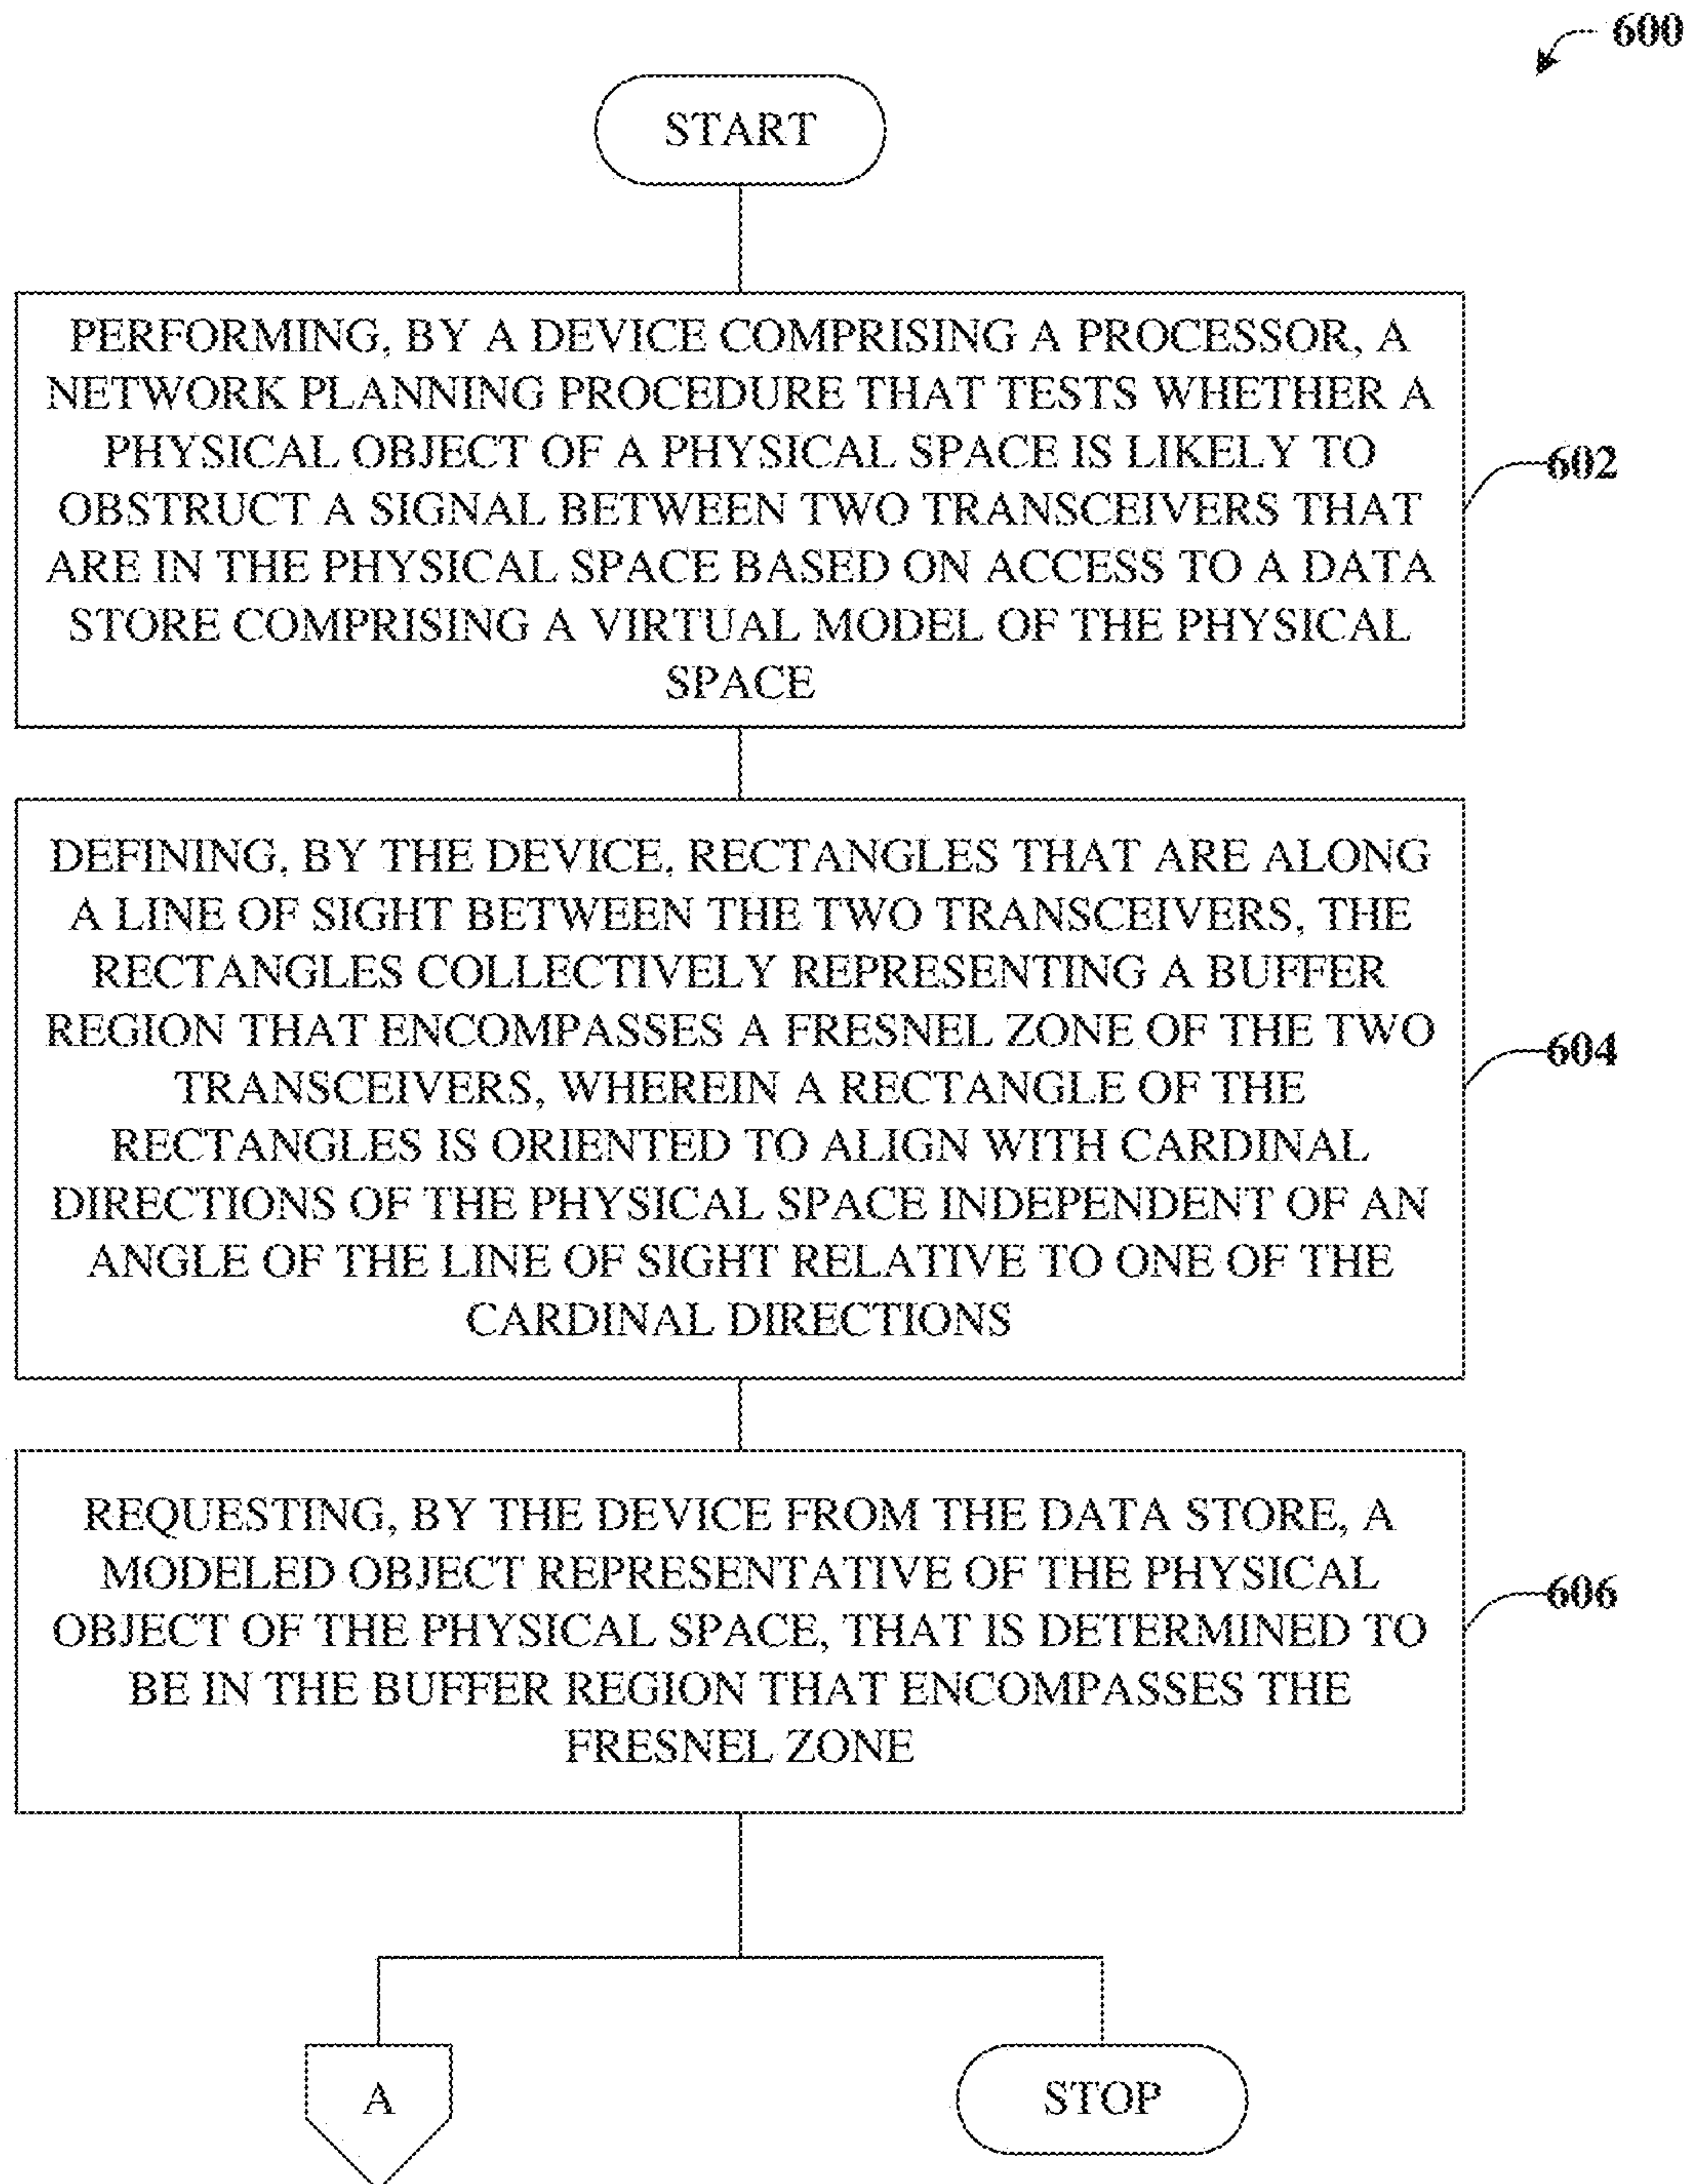 600
START
PERFORMING, BY A DEVICE COMPRISING A PROCESSOR, A
NETWORK PLANNING PROCEDURE THAT TESTS WHETHER A
PHYSICAL OBJECT OF A PHYSICAL SPACE IS LIKELY TO
OBSTRUCT A SIGNAL BETWEEN TWO TRANSCEIVERS THAT
ARE IN THE PHYSICAL SPACE BASED ON ACCESS TO A DATA
STORE COMPRISING A VIRTUAL MODEL OF THE PHYSICAL
SPACE
602
DEFINING, BY THE DEVICE, RECTANGLES THAT ARE ALONG
A LINE OF SIGHT BETWEEN THE TWO TRANSCEIVERS, THE
RECTANGLES COLLECTIVELY REPRESENTING A BUFFER
REGION THAT ENCOMPASSES A FRESNEL ZONE OF THE TWO
TRANSCEIVERS, WHEREIN A RECTANGLE OF THE
RECTANGLES IS ORIENTED TO ALIGN WITH CARDINAL
DIRECTIONS OF THE PHYSICAL SPACE INDEPENDENT OF AN
ANGLE OF THE LINE OF SIGHT RELATIVE TO ONE OF THE
CARDINAL DIRECTIONS
604
REQUESTING, BY THE DEVICE FROM THE DATA STORE, A
MODELED OBJECT REPRESENTATIVE OF THE PHYSICAL
OBJECT OF THE PHYSICAL SPACE, THAT IS DETERMINED TO
BE IN THE BUFFER REGION THAT ENCOMPASSES THE
FRESNEL ZONE
606
A
STOP